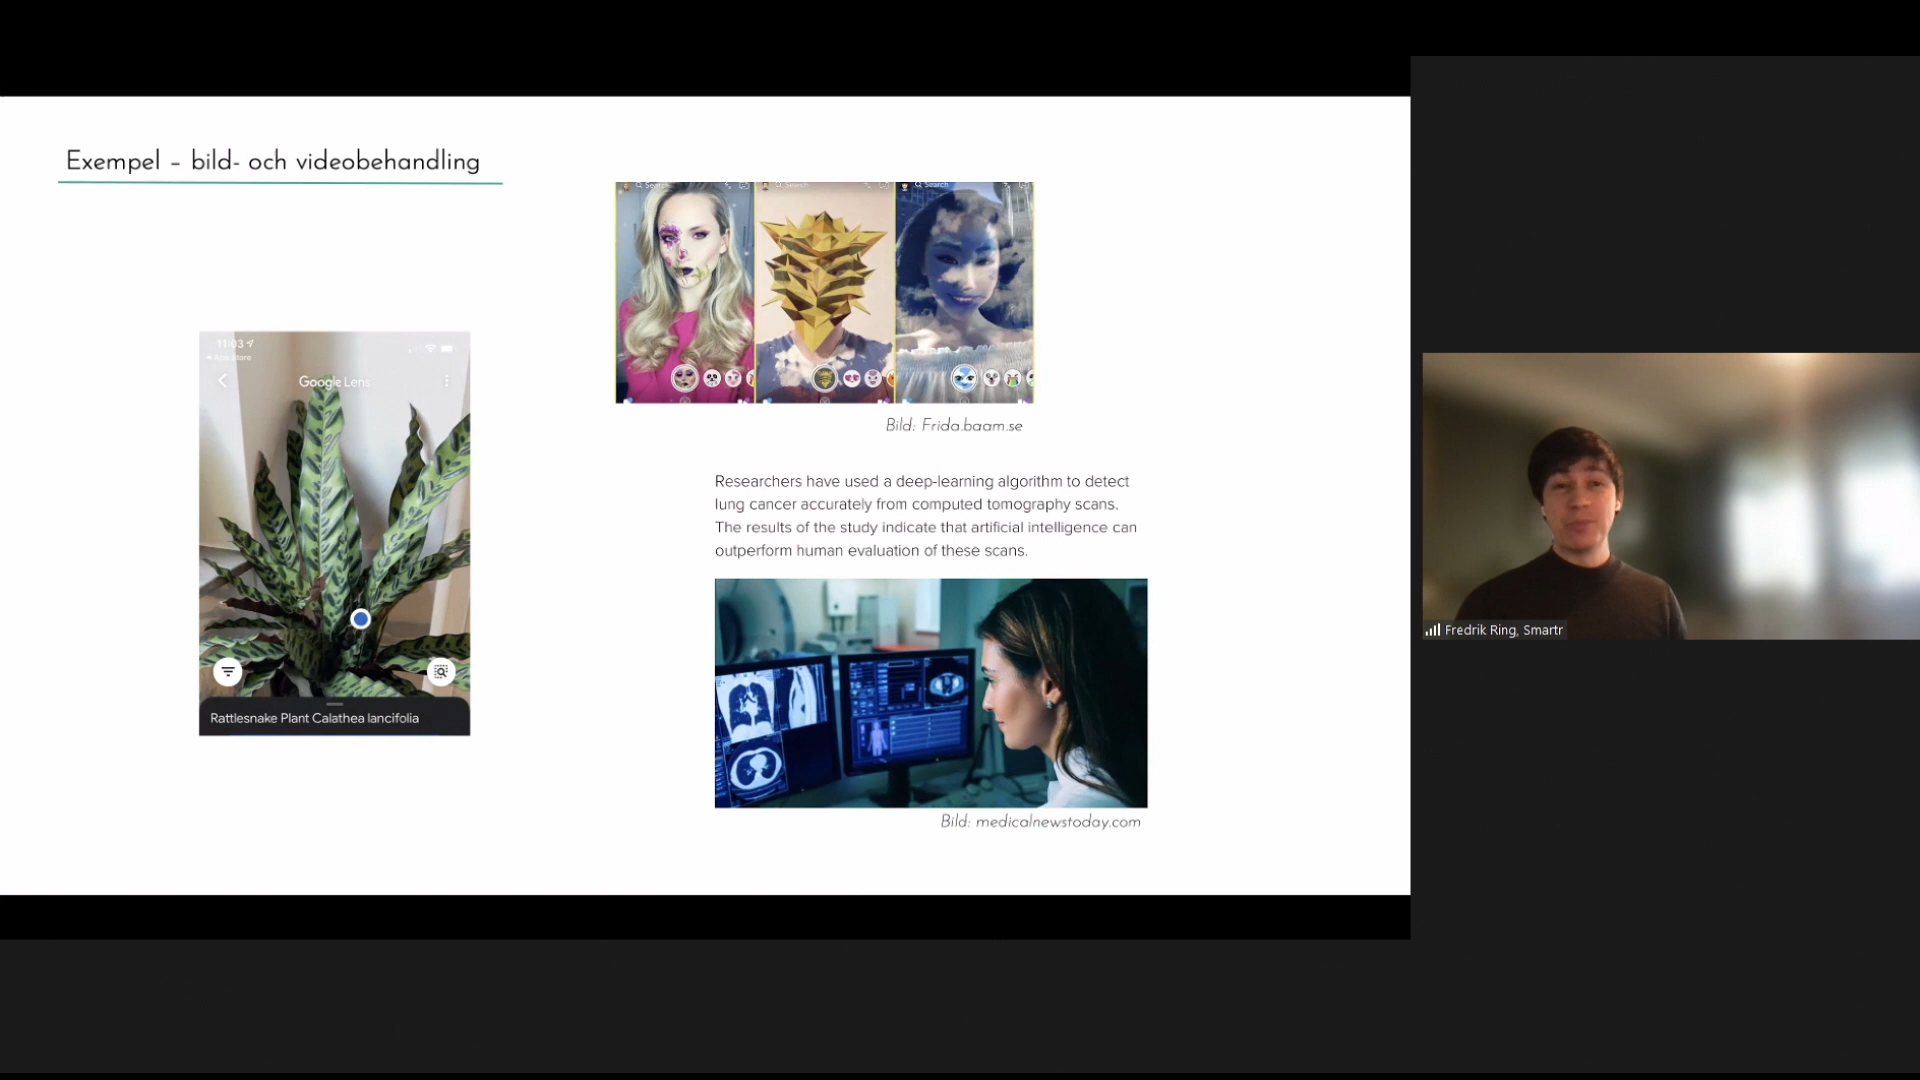 Exempel – bild- och videobehandling
Search
Search
Search
Bild: Frida.baam.se
11:03
App Store
Google Lens
Rattlesnake Plant Calathea lancifolia
Researchers have used a deep-learning algorithm to detect
lung cancer accurately from computed tomography scans.
The results of the study indicate that artificial intelligence can
outperform human evaluation of these scans.
Bild: medicalnewstoday.com
Fredrik Ring, Smartr